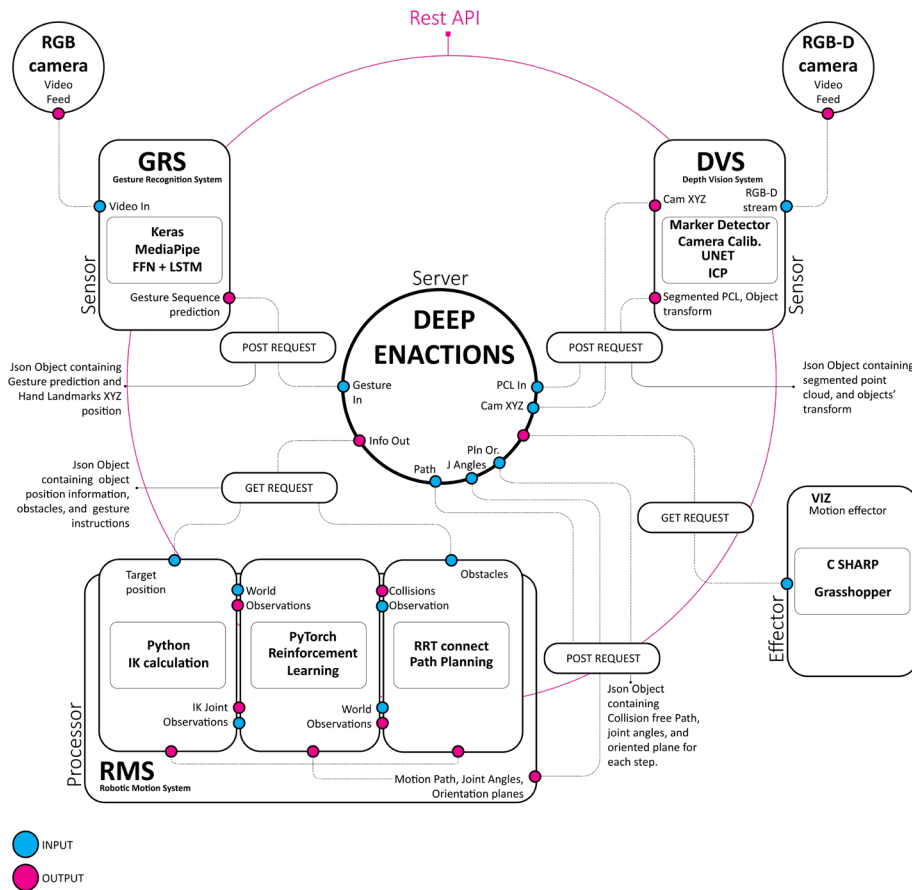 Rest API
RGB
camera
Video
Feed
RGB-D
camera
Video
Feed
GRS
Gesture Recognition System
Video In
Keras
MediaPipe
FFN + LSTM
Gesture Sequence
prediction
Sensor
DVS
Depth Vision System
Cam XYZ
RGB-D
stream
Marker Detector
Camera Calib.
UNET
ICP
Segmented PCL, Object
transform
Sensor
Server
DEEP
ENACTIONS
Gesture
In
Info Out
PCL In
Cam XYZ
Pln Or.
J Angles
Path
POST REQUEST
POST REQUEST
Json Object containing
Gesture prediction and
Hand Landmarks XYZ
position
Json Object containing
segmented point
cloud, and objects'
transform
Json Object
containing object
position information,
obstacles, and gesture
instructions
GET REQUEST
GET REQUEST
VIZ
Motion effector
C SHARP
Grasshopper
Effector
Target
position
World
Observations
Collisions
Observation
Obstacles
Python
IK calculation
PyTorch
Reinforcement
Learning
RRT connect
Path Planning
IK Joint
Observations
World
Observations
POST REQUEST
Json Object
containing
Collision free Path,
joint angles, and
oriented plane for
each step.
Processor
RMS
Robotic Motion System
Motion Path, Joint Angles,
Orientation planes
INPUT
OUTPUT